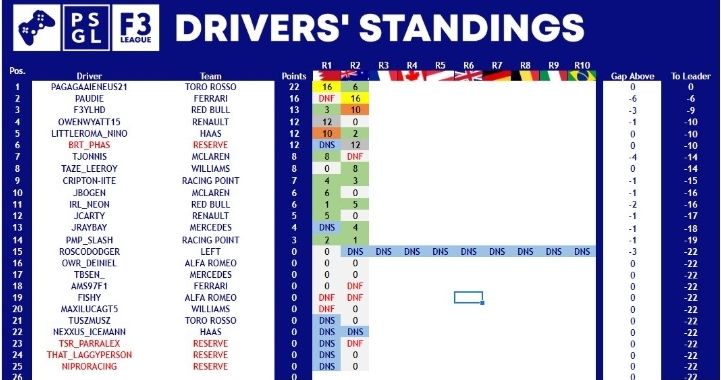 PS GL F3 LEAGUE DRIVERS' STANDINGS
R1 R2 R3 R4 R5 R6 R7 R8 R9 R10
Pos. Driver Team Points Gap Above To Leader
1 PAGAGAAIENEUS21 TORO ROSSO 22 16 6 0 0
2 PAUDIE FERRARI 16 DNF 16 -6 -6
3 F3YLHD RED BULL 13 3 10 -3 -9
4 OWENWYATT15 RENAULT 12 12 0 -1 -10
5 LITTLEROMA_NINO HAAS 12 10 2 0 -10
6 BRT_PHAS RESERVE 12 DNS 12 0 -10
7 TJONNIS MCLAREN 8 8 DNF -4 -14
8 TAZE_LEEROY WILLIAMS 8 0 8 0 -14
9 CRIPTON-IITE RACING POINT 7 4 3 -1 -15
10 JBOGEN MCLAREN 6 6 0 -1 -16
11 IRL_NEON RED BULL 6 1 5 -2 -16
12 JCARTY RENAULT 5 5 0 -1 -17
13 JRAYBAY MERCEDES 4 DNS 4 -1 -18
14 PMP_SLASH RACING POINT 3 2 1 -1 -19
15 ROSCODODGER LEFT 0 0 DNS DNS DNS DNS DNS DNS DNS DNS DNS -3 -22
16 OWR_DEINIEL ALFA ROMEO 0 0 0 0 -22
17 TBSEN_ MERCEDES 0 0 0 0 -22
18 AMS97F1 FERRARI 0 0 DNF 0 -22
19 FISHY ALFA ROMEO 0 DNF DNF 0 -22
20 MAXILUCAGT5 WILLIAMS 0 DNF 0 0 -22
21 TUSZMUSZ TORO ROSSO 0 DNS 0 0 -22
22 NEXXUS_ICEMANN HAAS 0 DNS DNS 0 -22
23 TSR_PARRALEX RESERVE 0 DNS DNF 0 -22
24 THAT_LAGGYPERSON RESERVE 0 DNS 0 0 -22
25 NIPRORACING RESERVE 0 DNS 0 0 -22
26 0 0 -22